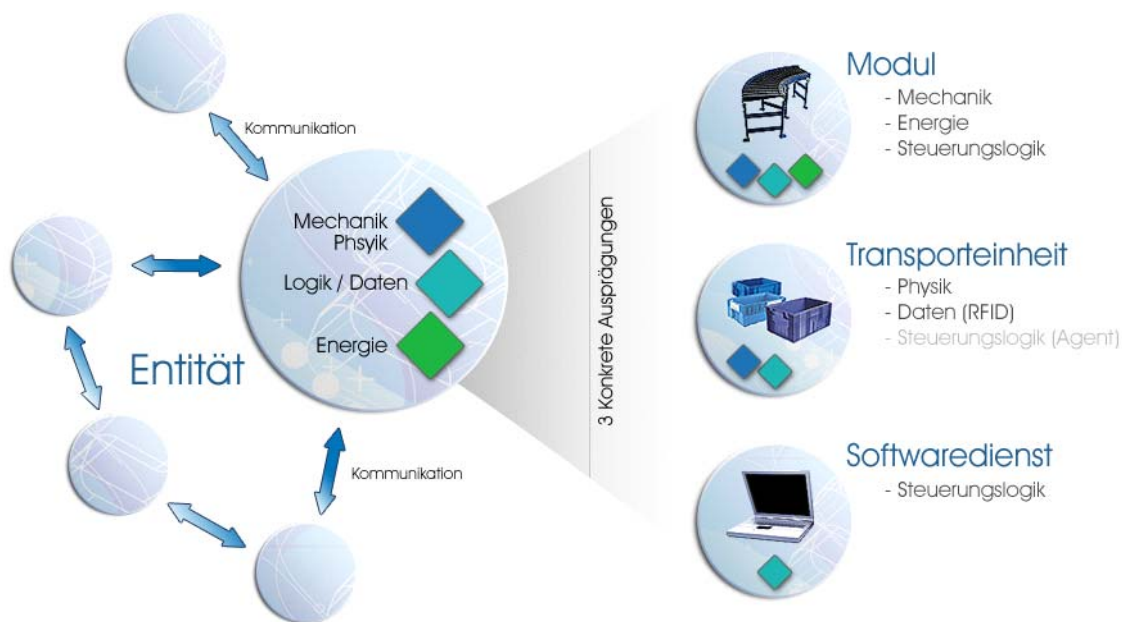 Kommunikation
Mechanik
Phsyik
Logik / Daten
Energie
Entität
Kommunikation
3 Konkrete Ausprägungen
Modul
- Mechanik
- Energie
- Steuerungslogik
Transporteinheit
- Physik
- Daten (RFID)
- Steuerungslogik (Agent)
Softwaredienst
- Steuerungslogik